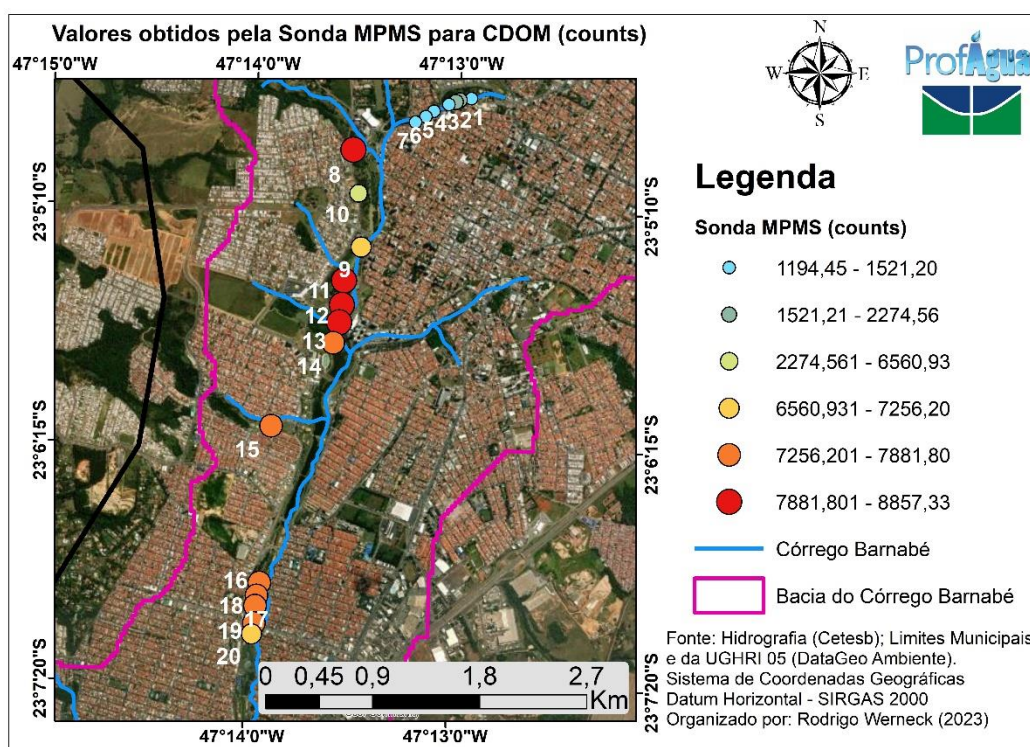 Valores obtidos pela Sonda MPMS para CDOM (counts)
47°15'0"W 47°14'0"W 47°13'0"W
N
W E
S
ProfÁgua
23°5'10"S
23°5'10"S
23°6'15"S
23°6'15"S
23°7'20"S
23°7'20"S
7654321
8
10
9
11
12
13
14
15
16
18
17
19
20
0 0,45 0,9 1,8 2,7
Km
47°14'0"W 47°13'0"W
Legenda
Sonda MPMS (counts)
1194,45 - 1521,20
1521,21 - 2274,56
2274,561 - 6560,93
6560,931 - 7256,20
7256,201 - 7881,80
7881,801 - 8857,33
Córrego Barnabé
Bacia do Córrego Barnabé
Fonte: Hidrografia (Cetesb); Limites Municipais
e da UGHRI 05 (DataGeo Ambiente).
Sistema de Coordenadas Geográficas
Datum Horizontal - SIRGAS 2000
Organizado por: Rodrigo Werneck (2023)